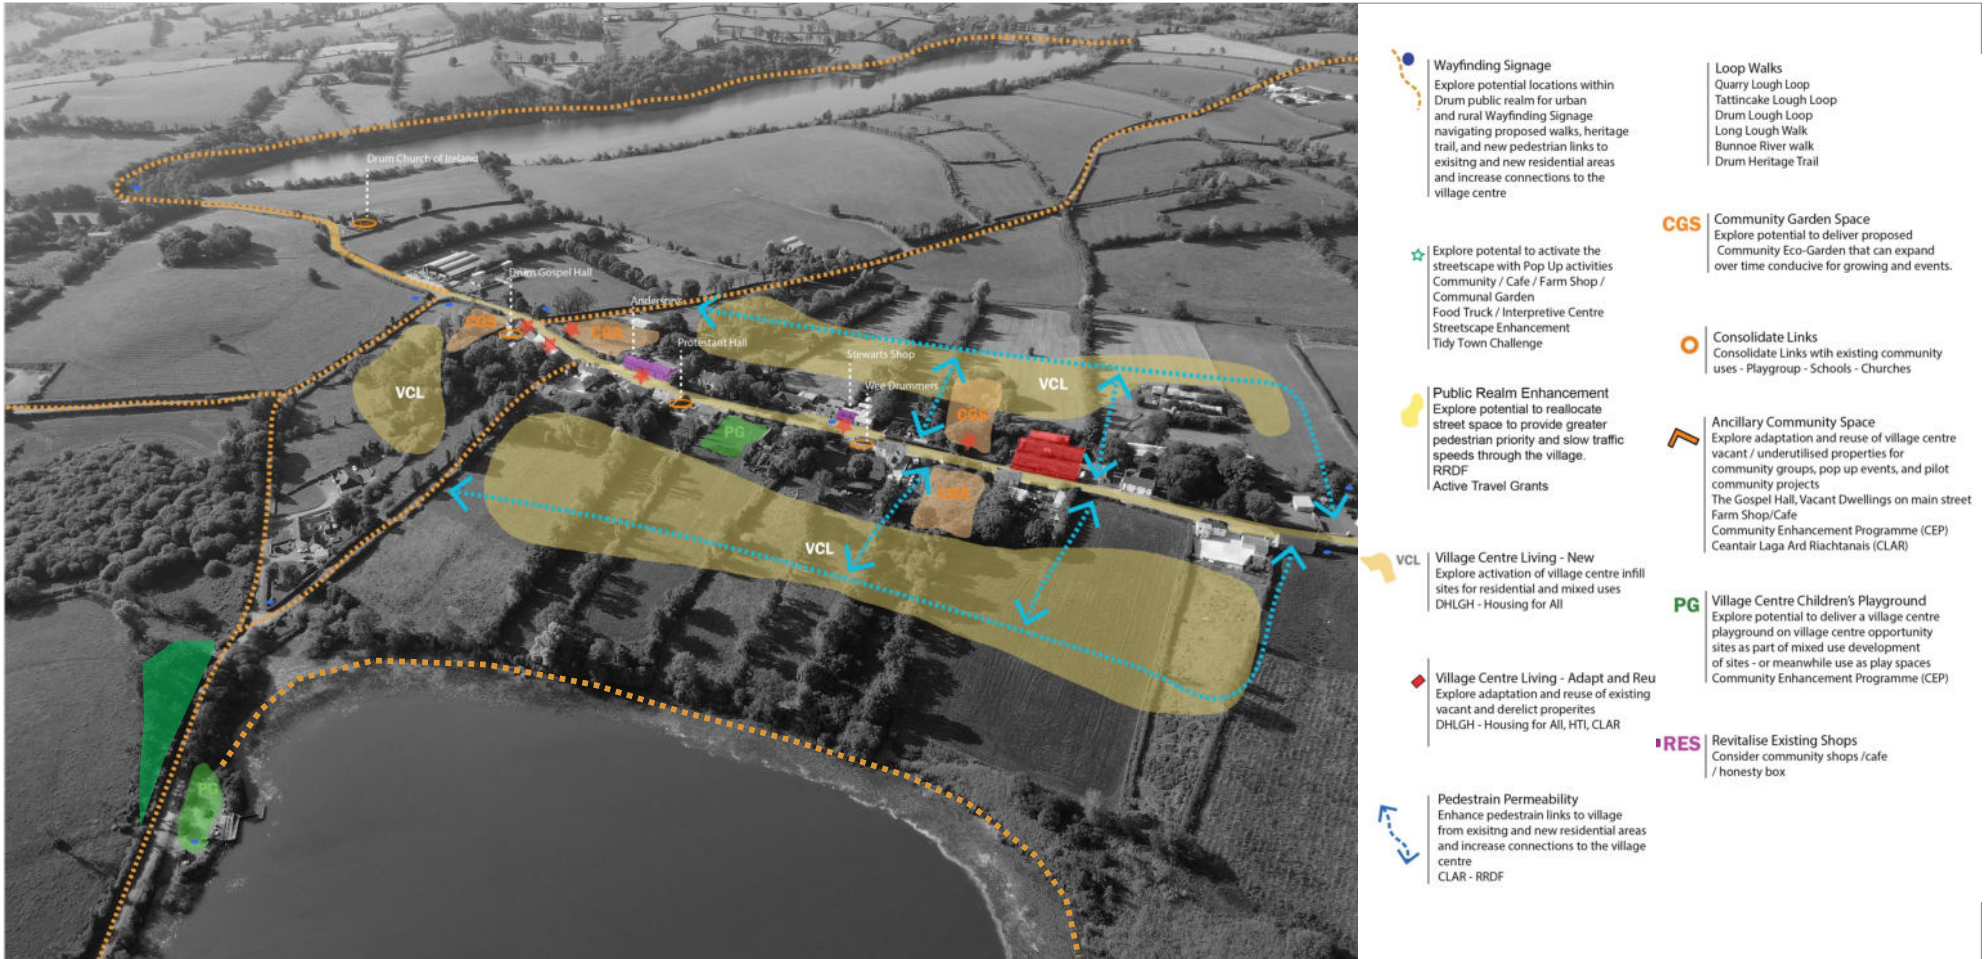 Drum Church of Ireland
Drum Gospel Hall
Anderson's
Protestant Hall
Stewarts Shop
Wee Drummers
CGS
CGS
VCL
PG
CGS
VCL
CGS
VCL
PG
Wayfinding Signage
Explore potential locations within
Drum public realm for urban
and rural Wayfinding Signage
navigating proposed walks, heritage
trail, and new pedestrian links to
exisitng and new residential areas
and increase connections to the
village centre
Explore potental to activate the
streetscape with Pop Up activities
Community / Cafe / Farm Shop /
Communal Garden
Food Truck / Interpretive Centre
Streetscape Enhancement
Tidy Town Challenge
Public Realm Enhancement
Explore potential to reallocate
street space to provide greater
pedestrian priority and slow traffic
speeds through the village.
RRDF
Active Travel Grants
VCL
Village Centre Living - New
Explore activation of village centre infill
sites for residential and mixed uses
DHLGH - Housing for All
Village Centre Living - Adapt and Reu
Explore adaptation and reuse of existing
vacant and derelict properites
DHLGH - Housing for All, HTI, CLAR
Pedestrain Permeability
Enhance pedestrain links to village
from exisitng and new residential areas
and increase connections to the village
centre
CLAR - RRDF
Loop Walks
Quarry Lough Loop
Tattincake Lough Loop
Drum Lough Loop
Long Lough Walk
Bunnoe River walk
Drum Heritage Trail
CGS
Community Garden Space
Explore potential to deliver proposed
Community Eco-Garden that can expand
over time conducive for growing and events.
Consolidate Links
Consolidate Links wtih existing community
uses - Playgroup - Schools - Churches
Ancillary Community Space
Explore adaptation and reuse of village centre
vacant / underutilised properties for
community groups, pop up events, and pilot
community projects
The Gospel Hall, Vacant Dwellings on main street
Farm Shop/Cafe
Community Enhancement Programme (CEP)
Ceantair Laga Ard Riachtanais (CLAR)
PG
Village Centre Children's Playground
Explore potential to deliver a village centre
playground on village centre opportunity
sites as part of mixed use development
of sites - or meanwhile use as play spaces
Community Enhancement Programme (CEP)
RES
Revitalise Existing Shops
Consider community shops /cafe
/ honesty box